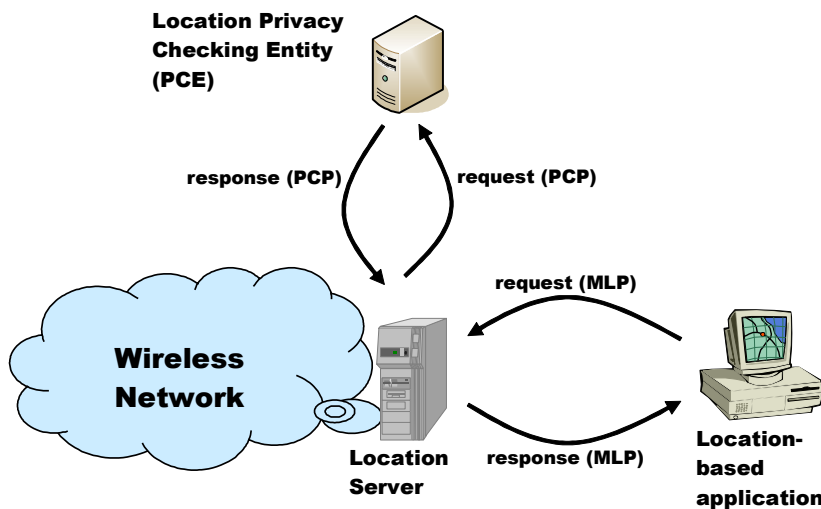 Location Privacy
Checking Entity
(PCE)
response (PCP)
request (PCP)
request (MLP)
Wireless
Network
Location
Server
response (MLP)
Location-
based
application